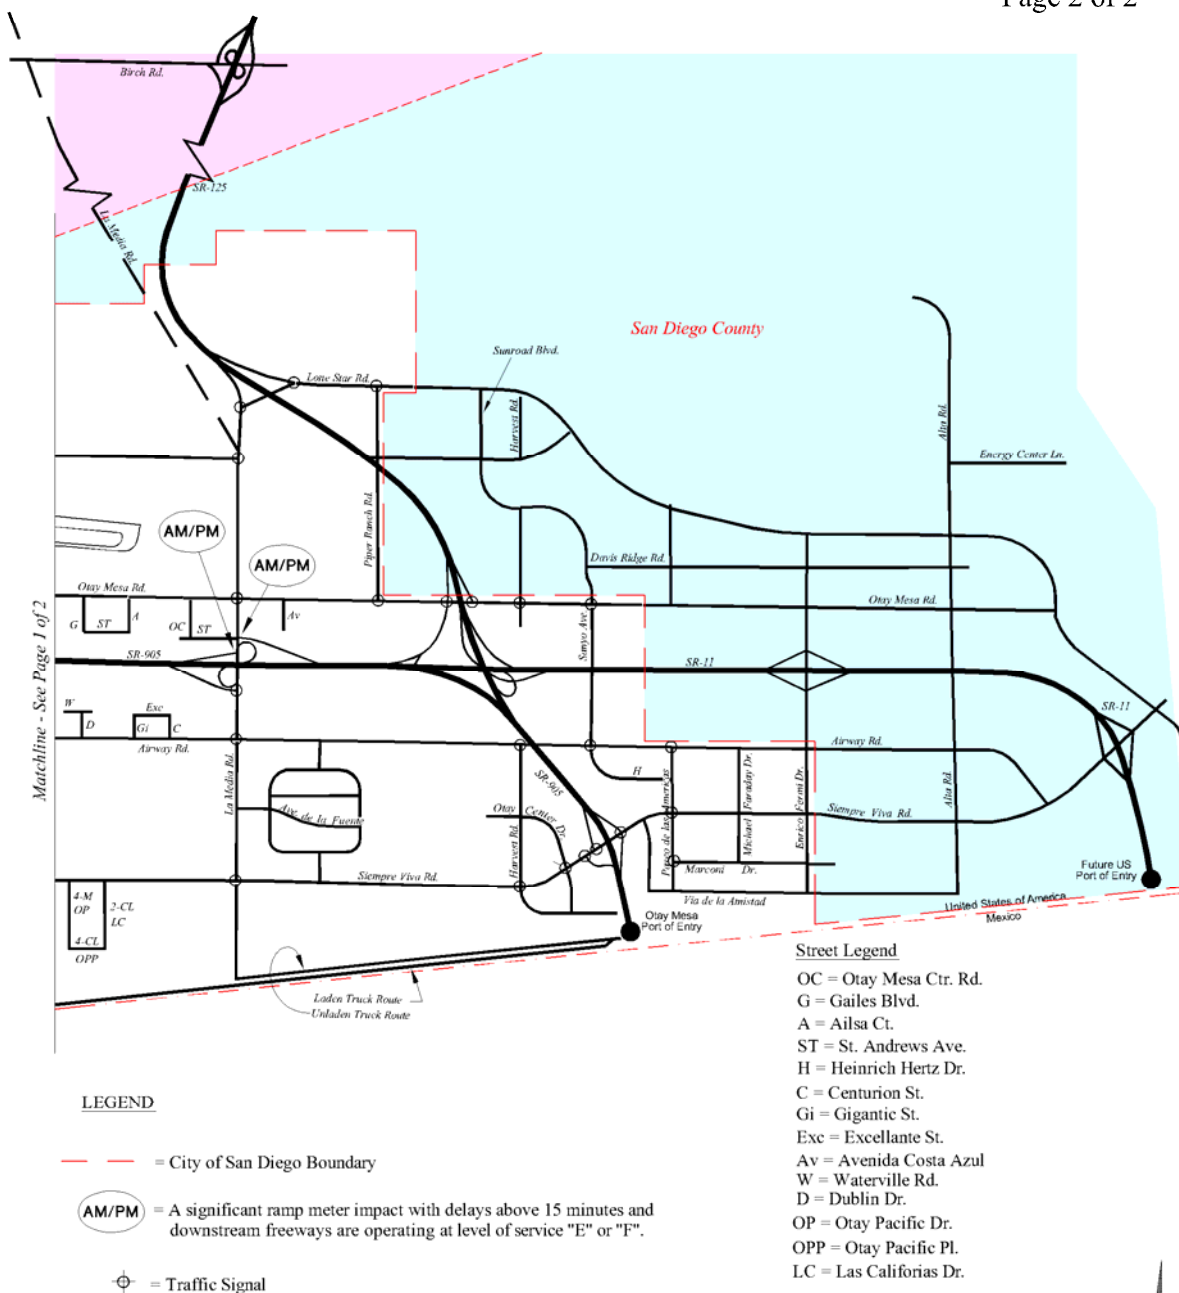 Page 2 of 2
Birch Rd.
SR-125
La Media Rd.
San Diego County
Sunroad Blvd.
Lone Star Rd.
Harvest Rd.
Alta Rd.
Energy Center Ln.
Piper Ranch Rd.
AM/PM
AM/PM
Davis Ridge Rd.
Otay Mesa Rd.
Otay Mesa Rd.
G
ST
A
OC
ST
Av
Sanyo Ave.
Matchline - See Page 1 of 2
SR-905
SR-11
SR-11
W
D
Exc
Gi
C
Airway Rd.
Airway Rd.
La Media Rd.
SR-905
H
Paseo de las Americas
Michael Faraday Dr.
Enrico Fermi Dr.
Alta Rd.
Ave. de la Fuente
Otay Center Dr.
Harvest Rd.
Siempre Viva Rd.
Siempre Viva Rd.
Marconi Dr.
Via de la Amistad
Future US
Port of Entry
4-M
OP
2-CL
LC
4-CL
OPP
Otay Mesa
Port of Entry
United States of America
Mexico
Laden Truck Route
Unladen Truck Route
Street Legend
OC = Otay Mesa Ctr. Rd.
G = Gailes Blvd.
A = Ailsa Ct.
ST = St. Andrews Ave.
H = Heinrich Hertz Dr.
C = Centurion St.
Gi = Gigantic St.
Exc = Excellante St.
Av = Avenida Costa Azul
W = Waterville Rd.
D = Dublin Dr.
OP = Otay Pacific Dr.
OPP = Otay Pacific Pl.
LC = Las Califorias Dr.
LEGEND
= City of San Diego Boundary
AM/PM
= A significant ramp meter impact with delays above 15 minutes and
downstream freeways are operating at level of service "E" or "F".
= Traffic Signal